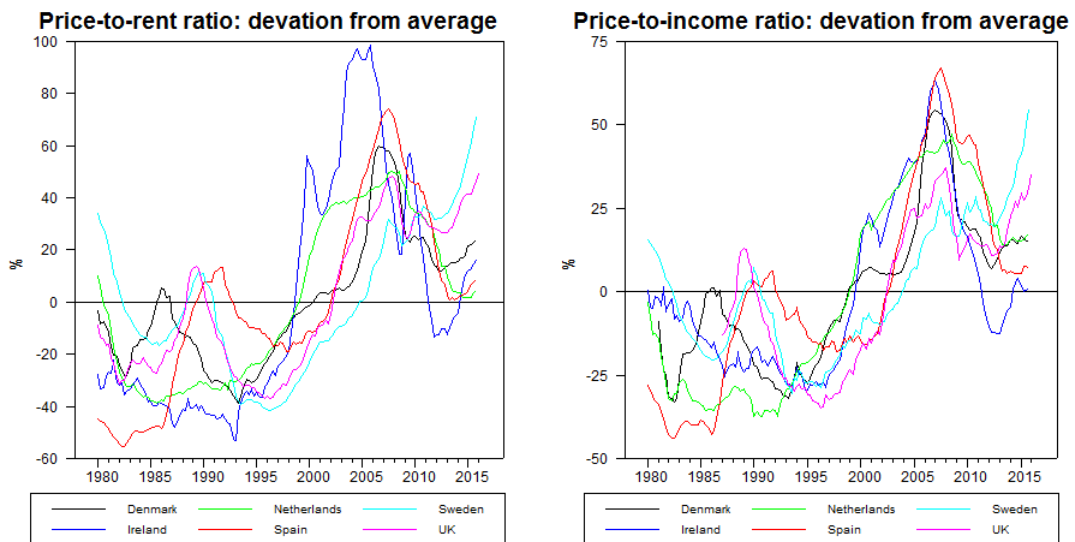 Price-to-rent ratio: devation from average
100
80
60
40
20
0
-20
-40
-60
%
1980 1985 1990 1995 2000 2005 2010 2015
Denmark Netherlands Sweden
Ireland Spain UK
Price-to-income ratio: devation from average
75
50
25
0
-25
-50
%
1980 1985 1990 1995 2000 2005 2010 2015
Denmark Netherlands Sweden
Ireland Spain UK